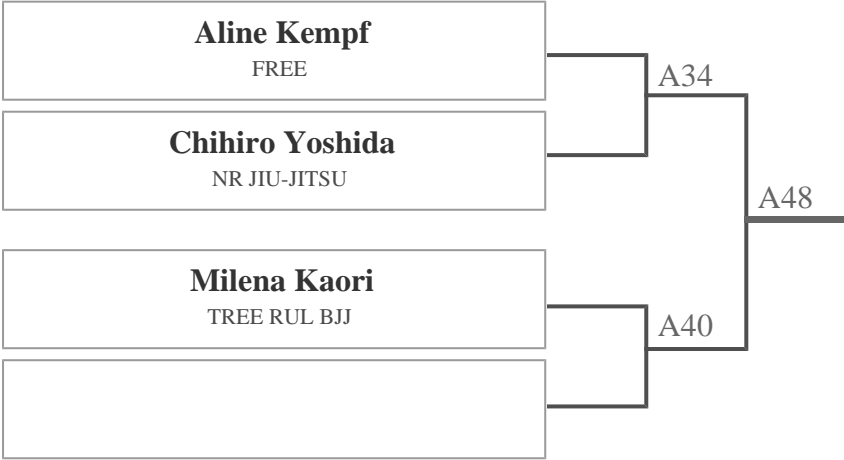 Aline Kempf
FREE
A34
Chihiro Yoshida
NR JIU-JITSU
A48
Milena Kaori
TREE RUL BJJ
A40